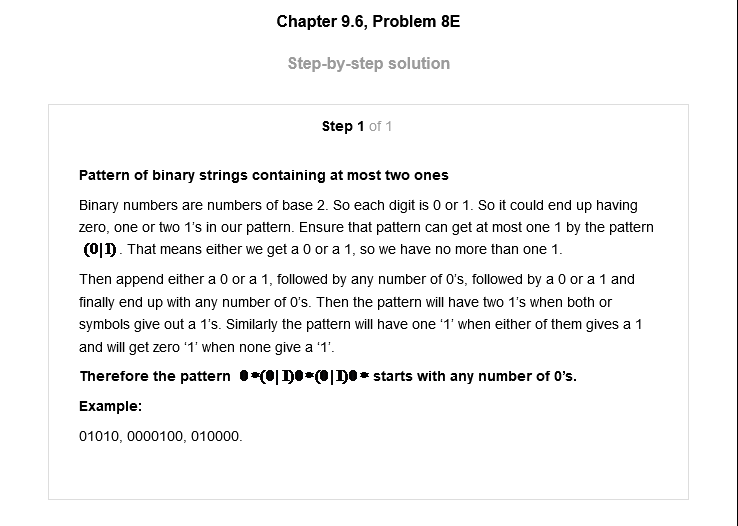 Chapter 9.6, Problem 8E
Step-by-step solution
Step 1 of 1
Pattern of binary strings containing at most two ones
Binary numbers are numbers of base 2. So each digit is 0 or 1. So it could end up having
zero, one or two 1's in our pattern. Ensure that pattern can get at most one 1 by the pattern
(0|1). That means either we get a 0 or a 1, so we have no more than one 1.
Then append either a 0 or a 1, followed by any number of 0's, followed by a 0 or a 1 and
finally end up with any number of 0's. Then the pattern will have two 1's when both or
symbols give out a 1's. Similarly the pattern will have one ‘1’ when either of them gives a 1
and will get zero ‘1’ when none give a ‘1’.
Therefore the pattern 0*(0|1)0*(0|1)0* starts with any number of 0's.
Example:
01010, 0000100, 010000.